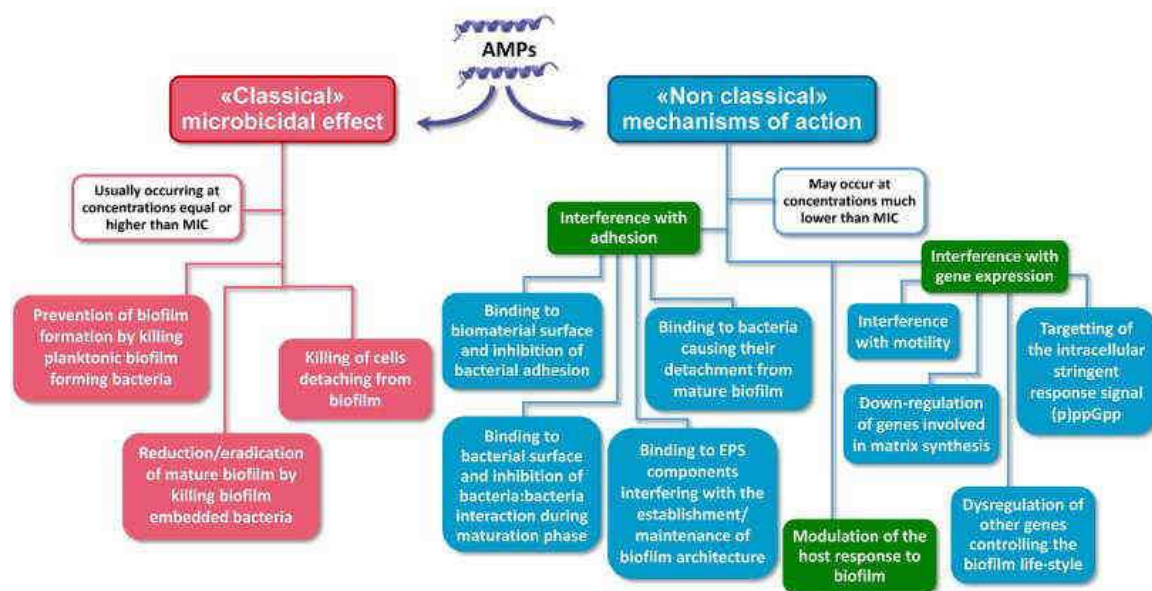 AMPs
«Classical»
microbicidal effect
«Non classical»
mechanisms of action
Usually occurring at
concentrations equal or
higher than MIC
May occur at
concentrations much
lower than MIC
Interference with
adhesion
Interference with
gene expression
Prevention of biofilm
formation by killing
planktonic biofilm
forming bacteria
Killing of cells
detaching from
biofilm
Reduction/eradication
of mature biofilm by
killing biofilm
embedded bacteria
Binding to
biomaterial surface
and inhibition of
bacterial adhesion
Binding to bacteria
causing their
detachment from
mature biofilm
Binding to
bacterial surface
and inhibition of
bacteria:bacteria
interaction during
maturation phase
Binding to EPS
components
interfering with the
establishment/
maintenance of
biofilm architecture
Interference
with motility
Targetting of
the intracellular
stringent
response signal
(p)ppGpp
Down-regulation
of genes involved
in matrix synthesis
Modulation of the
host response to
biofilm
Dysregulation of
other genes
controlling the
biofilm life-style